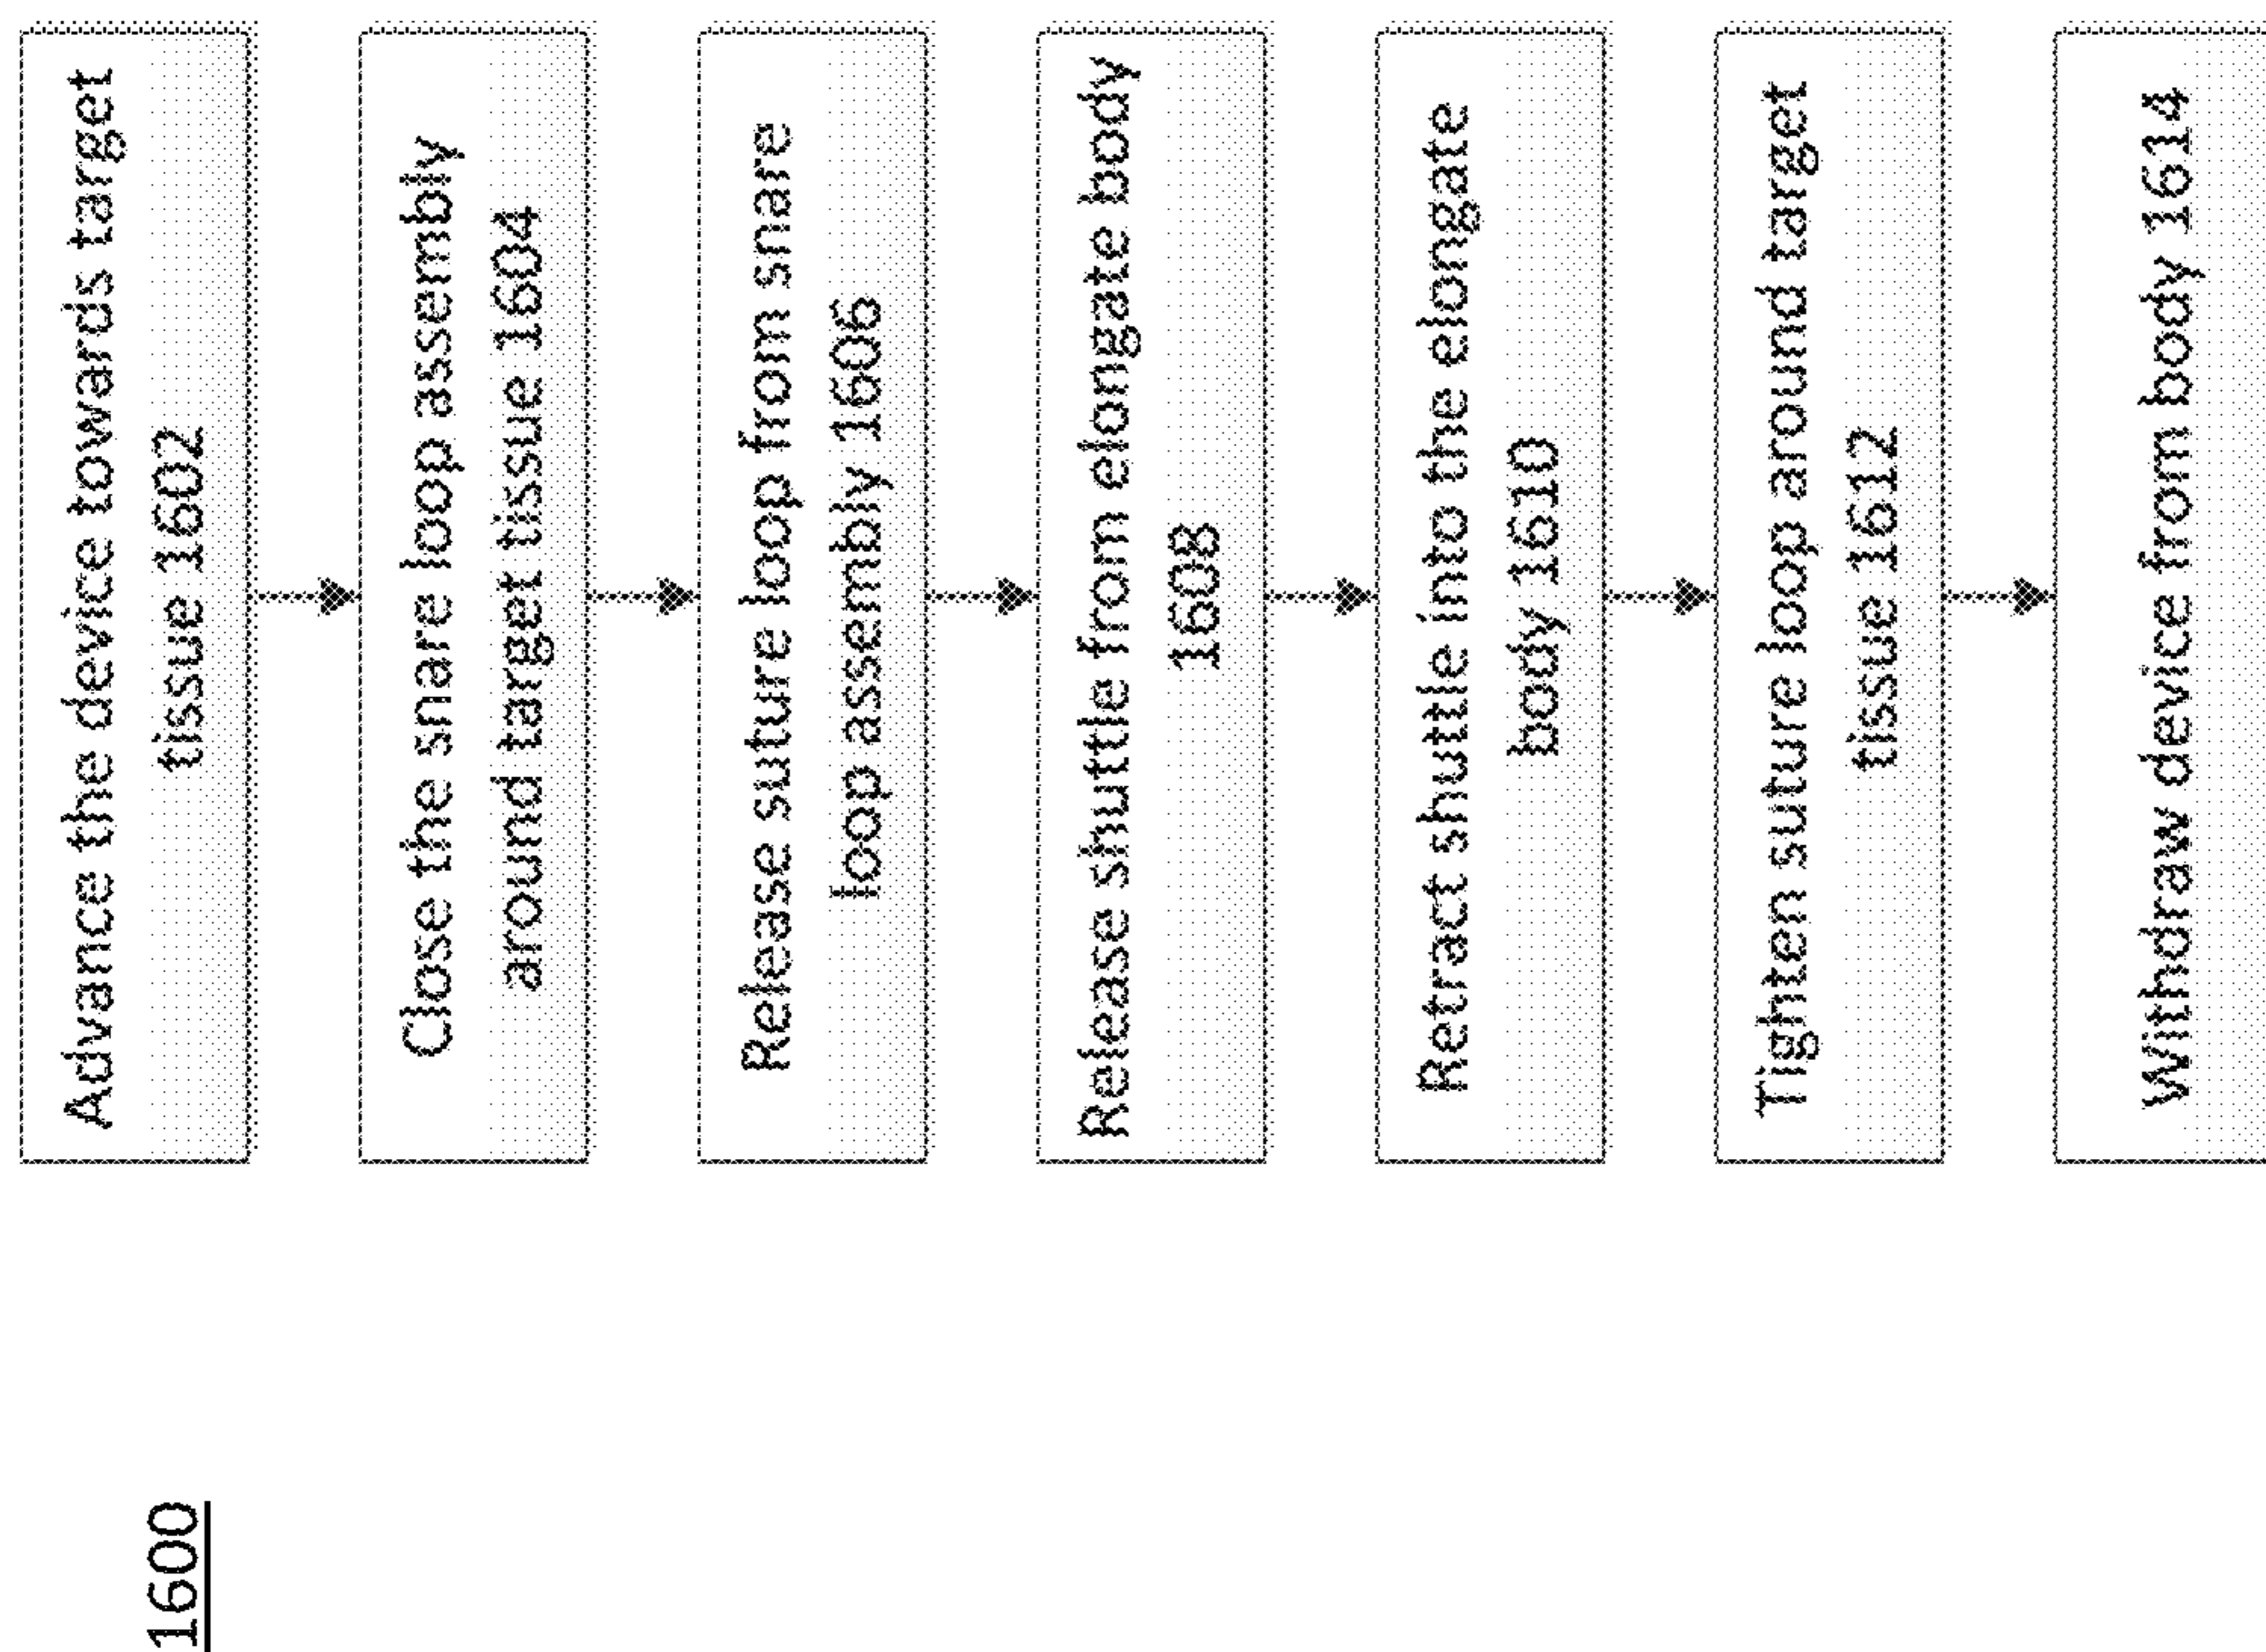 1600
Advance the device towards target
tissue 1602
Close the snare loop assembly
around target tissue 1604
Release suture loop from snare
loop assembly 1606
Release shuttle from elongate body
1608
Retract shuttle into the elongate
body 1610
Tighten suture loop around target
tissue 1612
Withdraw device from body 1614